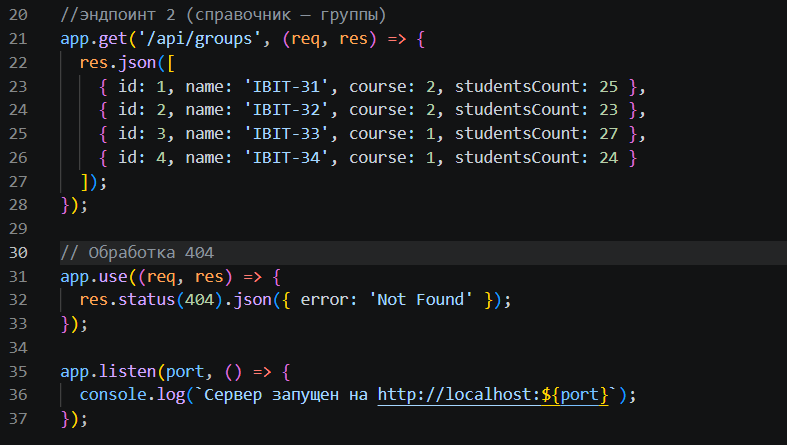 20 //эндпоинт 2 (справочник — группы)
21 app.get('/api/groups', (req, res) => {
22 res.json([
23 { id: 1, name: 'IBIT-31', course: 2, studentsCount: 25 },
24 { id: 2, name: 'IBIT-32', course: 2, studentsCount: 23 },
25 { id: 3, name: 'IBIT-33', course: 1, studentsCount: 27 },
26 { id: 4, name: 'IBIT-34', course: 1, studentsCount: 24 }
27 ]);
28 });
29
30 // Обработка 404
31 app.use((req, res) => {
32 res.status(404).json({ error: 'Not Found' });
33 });
34
35 app.listen(port, () => {
36 console.log(`Сервер запущен на http://localhost:${port}`);
37 });